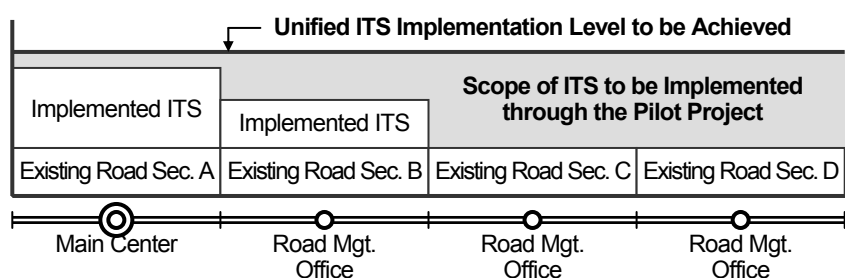 Unified ITS Implementation Level to be Achieved
Scope of ITS to be Implemented
through the Pilot Project
Implemented ITS
Implemented ITS
Existing Road Sec. A
Existing Road Sec. B
Existing Road Sec. C
Existing Road Sec. D
Main Center
Road Mgt.
Office
Road Mgt.
Office
Road Mgt.
Office